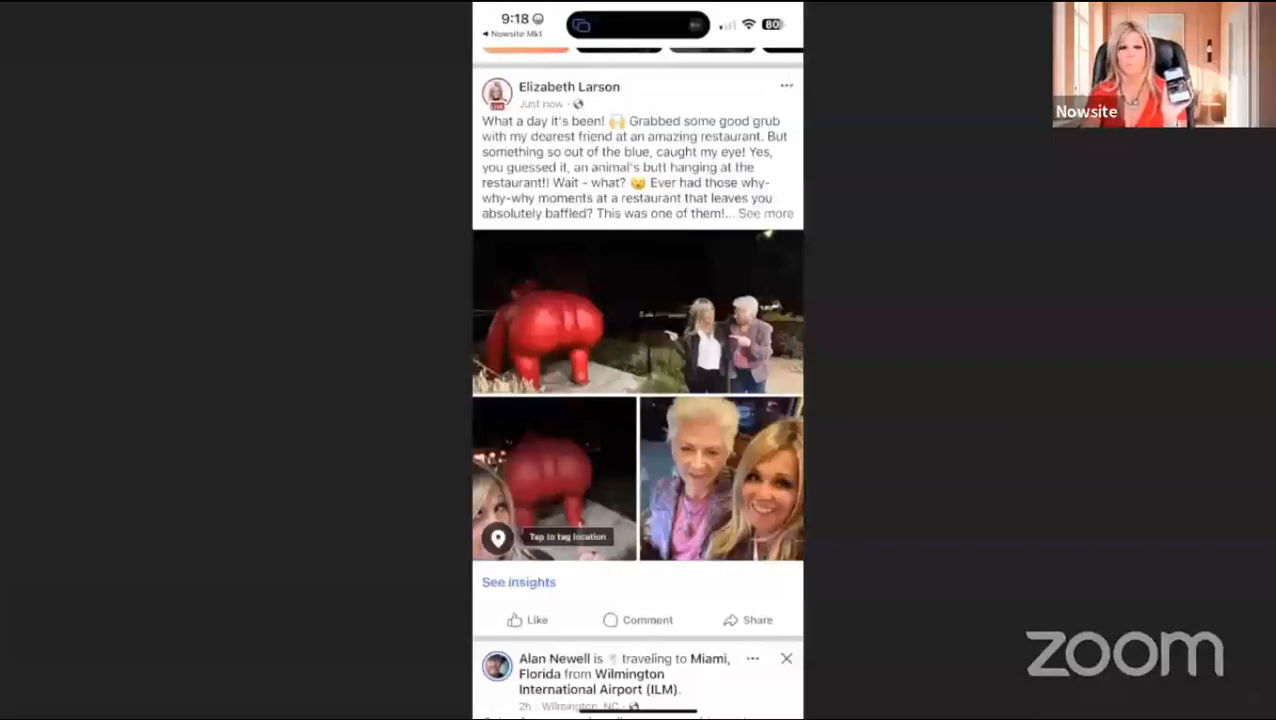 9:18
80
Nowsite Mkt
Elizabeth Larson
LIVE
Just now ·
What a day it's been! 🙌 Grabbed some good grub
with my dearest friend at an amazing restaurant. But
something so out of the blue, caught my eye! Yes,
you guessed it, an animal's butt hanging at the
restaurant!! Wait - what? 😲 Ever had those why-
why-why moments at a restaurant that leaves you
absolutely baffled? This was one of them!... See more
Tap to tag location
See insights
Like Comment Share
Alan Newell is traveling to Miami,
Florida from Wilmington
International Airport (ILM).
2h · Wilmington, NC ·
Nowsite
zoom